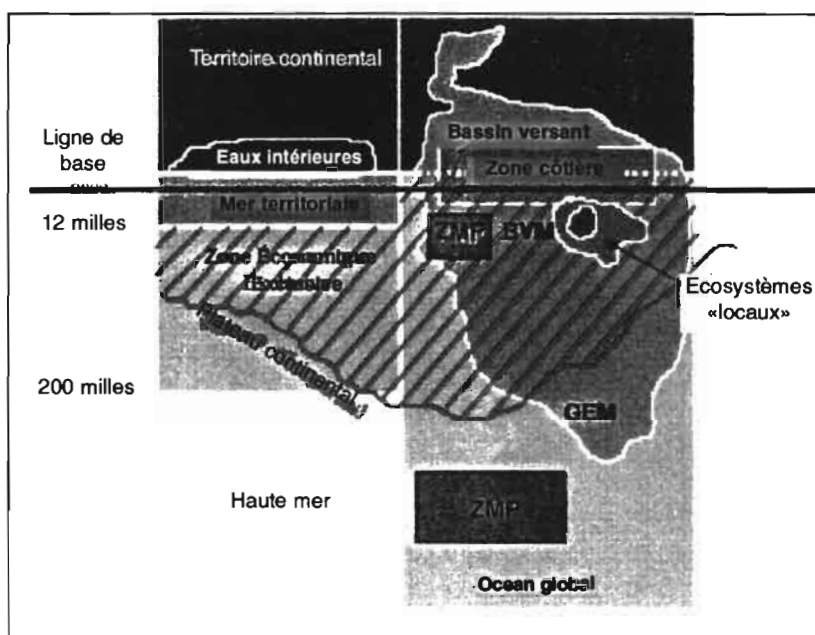 Territoire continental
Bassin versant
Ligne de
base
Eaux intérieures
Zone côtière
Mer territoriale
12 milles
ZMP
BVM
Zone Économique
Exclusive
Ecosystèmes
«locaux»
Plateau continental
200 milles
GEM
Haute mer
ZMP
Ocean global